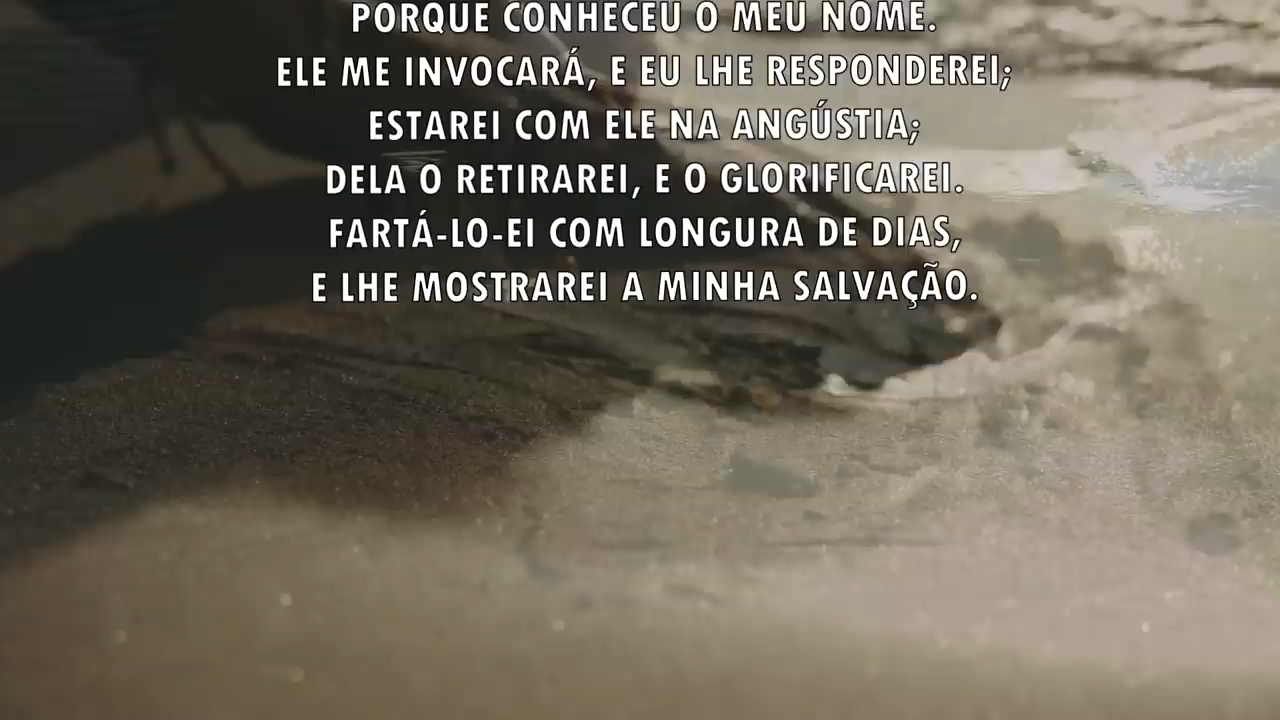 PORQUE CONHECEU O MEU NOME.
ELE ME INVOCARÁ, E EU LHE RESPONDEREI;
ESTAREI COM ELE NA ANGÚSTIA;
DELA O RETIRAREI, E O GLORIFICAREI.
FARTÁ-LO-EI COM LONGURA DE DIAS,
E LHE MOSTRAREI A MINHA SALVAÇÃO.